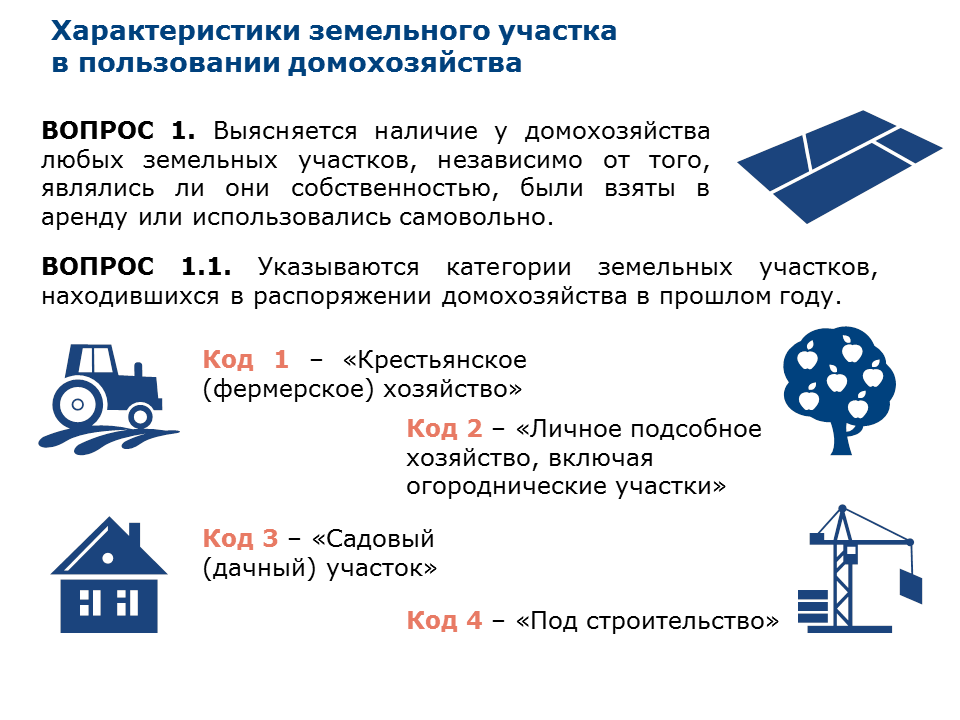 Характеристики земельного участка
в пользовании домохозяйства
ВОПРОС 1. Выясняется наличие у домохозяйства
любых земельных участков, независимо от того,
являлись ли они собственностью, были взяты в
аренду или использовались самовольно.
ВОПРОС 1.1. Указываются категории земельных участков,
находившихся в распоряжении домохозяйства в прошлом году.
Код 1 – «Крестьянское
(фермерское) хозяйство»
Код 2 – «Личное подсобное
хозяйство, включая
огороднические участки»
Код 3 – «Садовый
(дачный) участок»
Код 4 – «Под строительство»